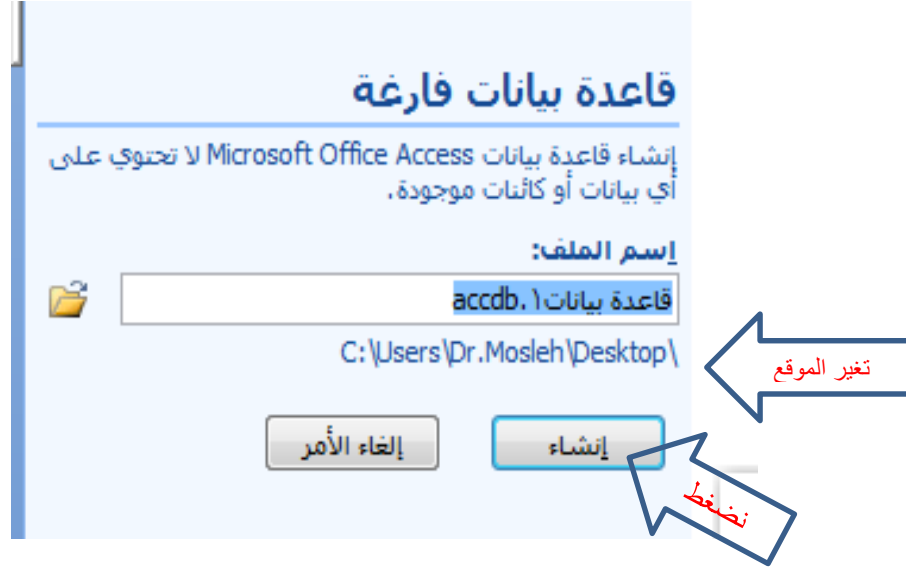 قاعدة بيانات فارغة
إنشاء قاعدة بيانات Microsoft Office Access لا تحتوي على
أي بيانات أو كائنات موجودة.
إسم الملف:
قاعدة بيانات١.accdb
C:\Users\Dr.Mosleh\Desktop\
تغير الموقع
إنشاء
إلغاء الأمر
نضغط